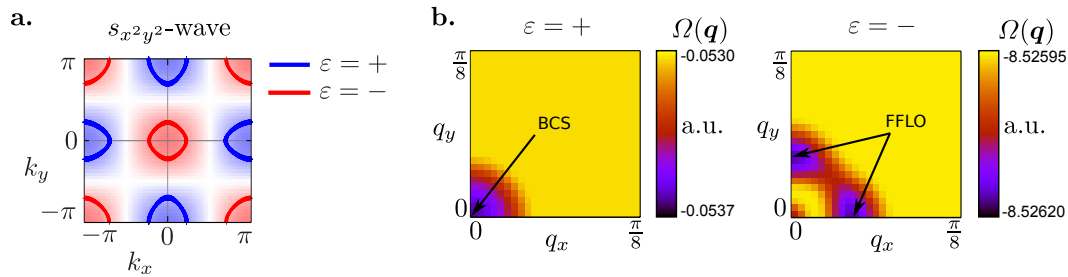 a.
s_{x²y²}-wave
π
0
−π
k_y
−π 0 π
k_x
ε = +
ε = −
b.
ε = +
Ω(q)
π/8
q_y
0
BCS
0 q_x π/8
-0.0530
a.u.
-0.0537
ε = −
Ω(q)
π/8
q_y
0
FFLO
0 q_x π/8
-8.52595
a.u.
-8.52620